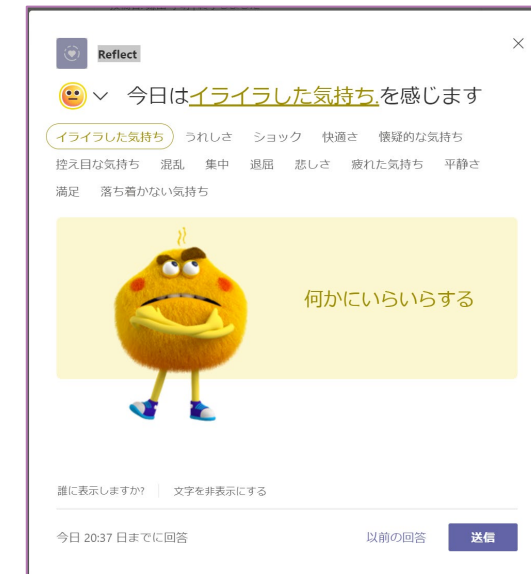 Reflect
今日はイライラした気持ち.を感じます
イライラした気持ち うれしさ ショック 快適さ 懐疑的な気持ち
控え目な気持ち 混乱 集中 退屈 悲しさ 疲れた気持ち 平静さ
満足 落ち着かない気持ち
何かにいらいらする
誰に表示しますか? 文字を非表示にする
今日 20:37 日までに回答 以前の回答 送信